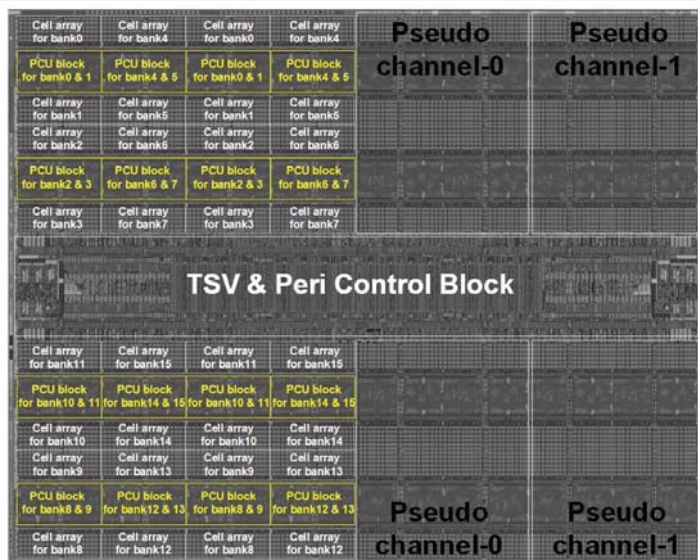 Cell array Cell array Cell array Cell array
for bank0 for bank4 for bank0 for bank4
Pseudo channel-0
Pseudo channel-1
PCU block PCU block PCU block PCU block
for bank0 & 1 for bank4 & 5 for bank0 & 1 for bank4 & 5
Cell array Cell array Cell array Cell array
for bank1 for bank5 for bank1 for bank5
Cell array Cell array Cell array Cell array
for bank2 for bank6 for bank2 for bank6
PCU block PCU block PCU block PCU block
for bank2 & 3 for bank6 & 7 for bank2 & 3 for bank6 & 7
Cell array Cell array Cell array Cell array
for bank3 for bank7 for bank3 for bank7
TSV & Peri Control Block
Cell array Cell array Cell array Cell array
for bank11 for bank15 for bank11 for bank15
PCU block PCU block PCU block PCU block
for bank10 & 11 for bank14 & 15 for bank10 & 11 for bank14 & 15
Cell array Cell array Cell array Cell array
for bank10 for bank14 for bank10 for bank14
Cell array Cell array Cell array Cell array
for bank9 for bank13 for bank9 for bank13
PCU block PCU block PCU block PCU block
for bank8 & 9 for bank12 & 13 for bank8 & 9 for bank12 & 13
Cell array Cell array Cell array Cell array
for bank8 for bank12 for bank8 for bank12
Pseudo channel-0
Pseudo channel-1